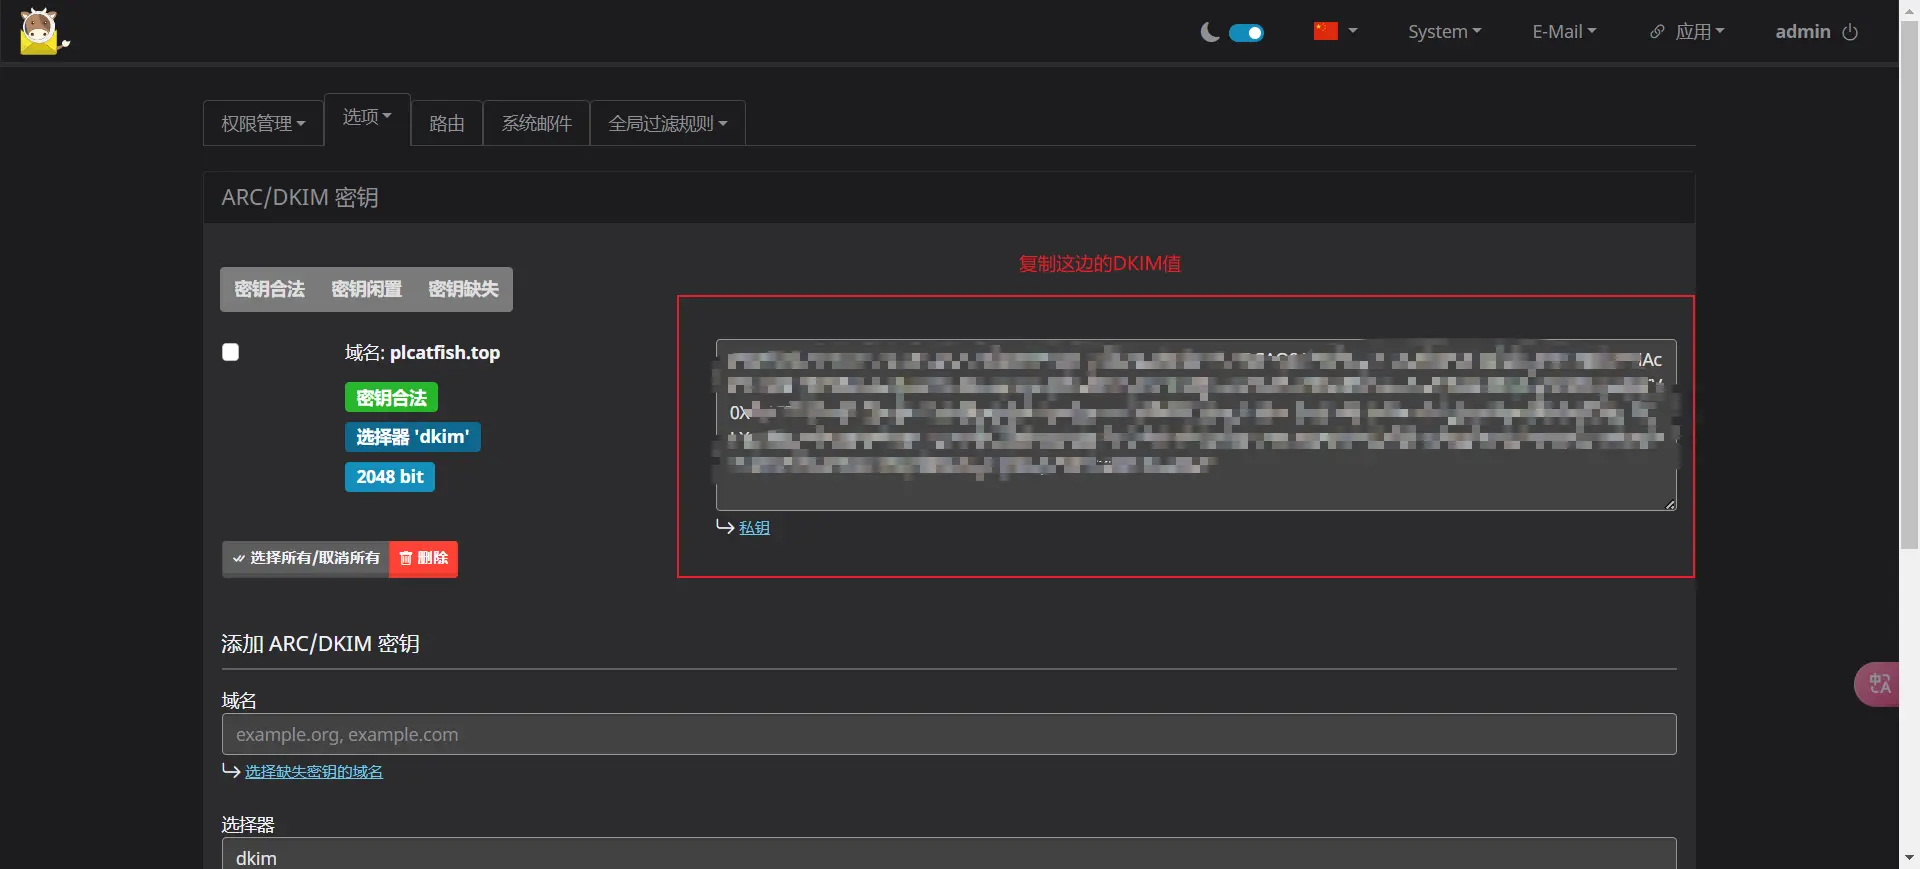 System E-Mail 应用 admin
权限管理 选项 路由 系统邮件 全局过滤规则
ARC/DKIM 密钥
复制这边的DKIM值
密钥合法 密钥闲置 密钥缺失
域名: plcatfish.top
密钥合法
选择器 'dkim'
2048 bit
0X
私钥
选择所有/取消所有 删除
添加 ARC/DKIM 密钥
域名
example.org, example.com
选择缺失密钥的域名
选择器
dkim